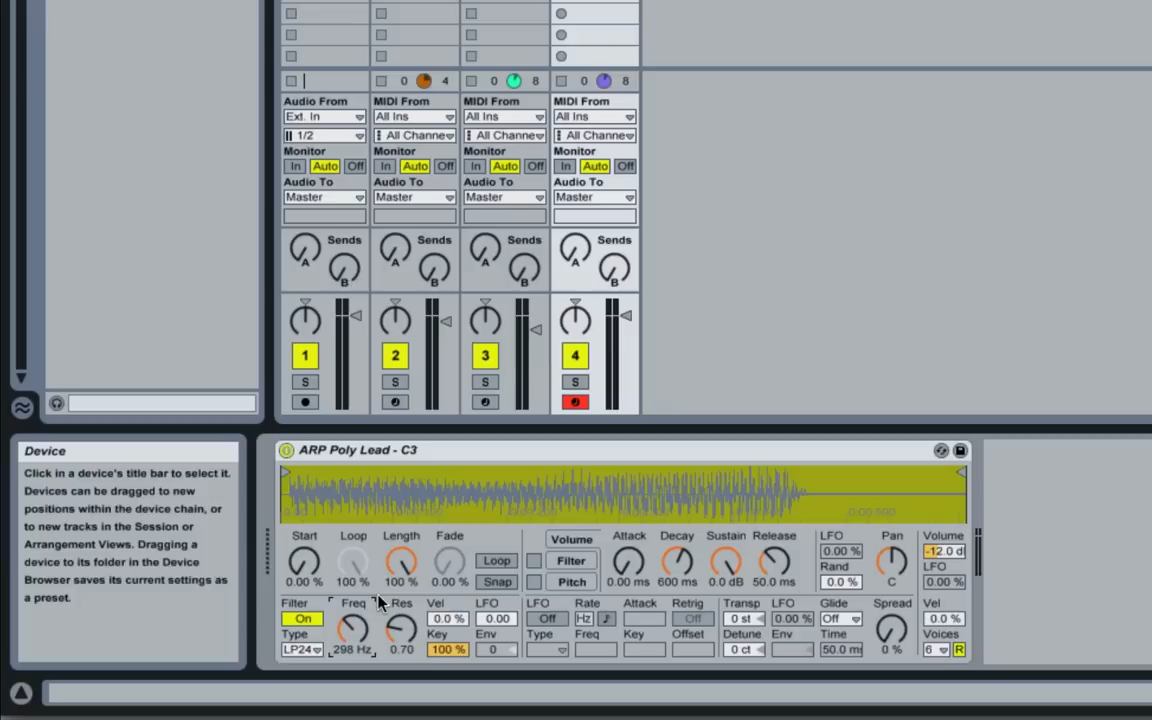 0 4 0 8 0 8
Audio From MIDI From MIDI From MIDI From
Ext. In All Ins All Ins All Ins
1/2 All Channe All Channe All Channe
Monitor Monitor Monitor Monitor
In Auto Off In Auto Off In Auto Off In Auto Off
Audio To Audio To Audio To Audio To
Master Master Master Master
Sends Sends Sends Sends
A A A A
B B B B
1 2 3 4
S S S S
Device
Click in a device's title bar to select it.
Devices can be dragged to new
positions within the device chain, or
to new tracks in the Session or
Arrangement Views. Dragging a
device to its folder in the Device
Browser saves its current settings as
a preset.
ARP Poly Lead - C3
Start Loop Length Fade
0.00 % 100 % 100 % 0.00 %
Loop
Snap
Volume
Filter
Pitch
Attack Decay Sustain Release
0.00 ms 600 ms 0.0 dB 50.0 ms
LFO
0.00 %
Rand
0.0 %
Pan
C
Volume
-12.0 d
LFO
0.00 %
Filter Freq Res Vel LFO
On 0.0 % 0.00
Type Key Env
LP24 298 Hz 0.70 100 % 0
LFO Rate Attack Retrig
Off Hz Off
Type Freq Key Offset
Transp LFO Glide Spread
0 st 0.00 % Off
Detune Env Time
0 ct 50.0 ms 0 %
Vel
0.0 %
Voices
6 R